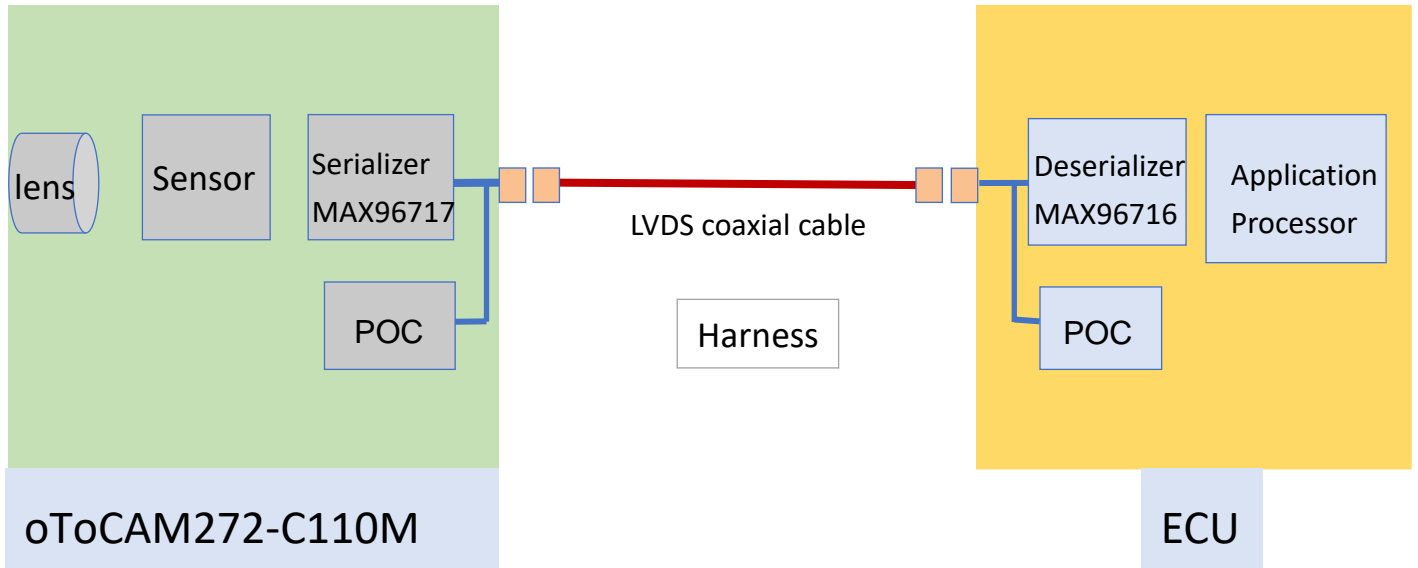 lens
Sensor
Serializer
MAX96717
POC
LVDS coaxial cable
Harness
Deserializer
MAX96716
Application
Processor
POC
oToCAM272-C110M
ECU